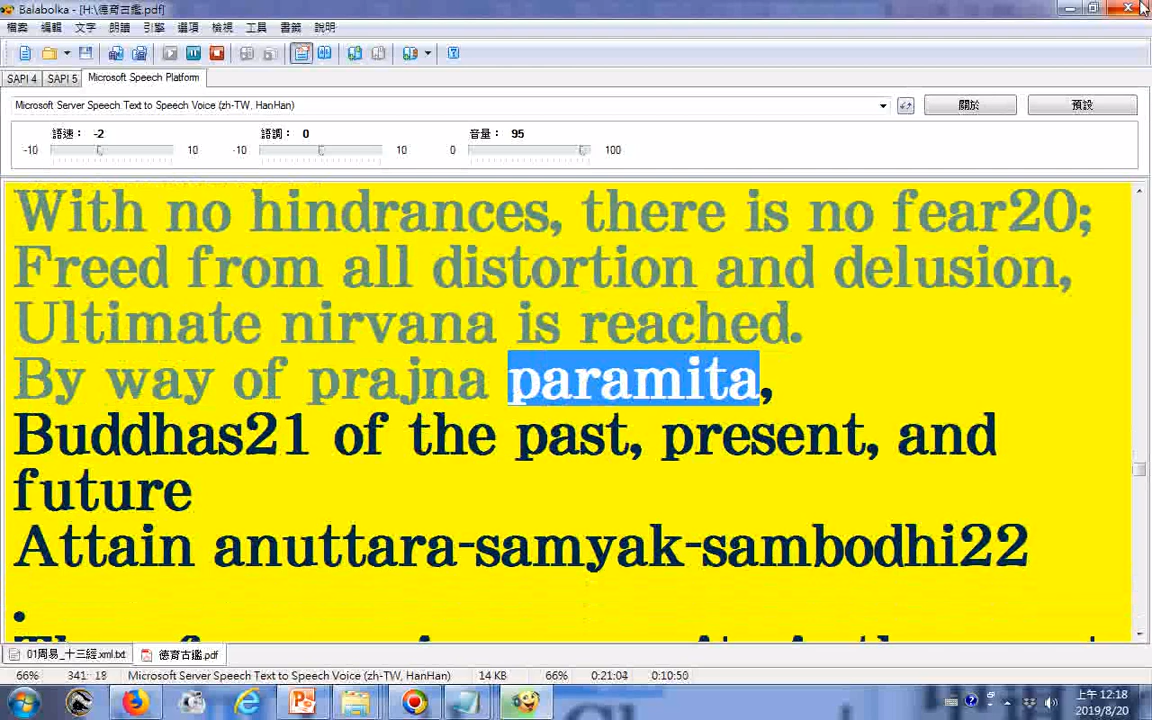 Balabolka - [H:\德育古鑑.pdf]
檔案 編輯 文字 朗讀 引擎 選項 檢視 工具 書籤 說明
SAPI 4 SAPI 5 Microsoft Speech Platform
Microsoft Server Speech Text to Speech Voice (zh-TW, HanHan) 關於 預設
語速： -2 語調： 0 音量： 95
-10 10 -10 10 0 100
With no hindrances, there is no fear20;
Freed from all distortion and delusion,
Ultimate nirvana is reached.
By way of prajna paramita,
Buddhas21 of the past, present, and
future
Attain anuttara-samyak-sambodhi22
.
01周易_十三經.xml.txt 德育古鑑.pdf
66% 341: 18 Microsoft Server Speech Text to Speech Voice (zh-TW, HanHan) 14 KB 66% 0:21:04 0:10:50
上午 12:18
2019/8/20